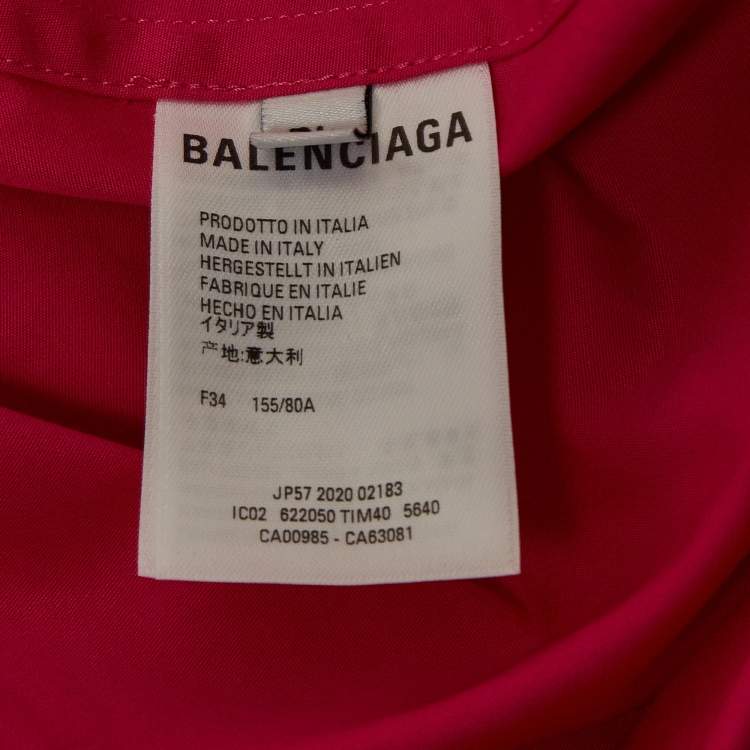 BALENCIAGA
PRODOTTO IN ITALIA
MADE IN ITALY
HERGESTELLT IN ITALIEN
FABRIQUE EN ITALIE
HECHO EN ITALIA
イタリア製
产地:意大利
F34 155/80A
JP57 2020 02183
IC02 622050 TIM40 5640
CA00985 - CA63081